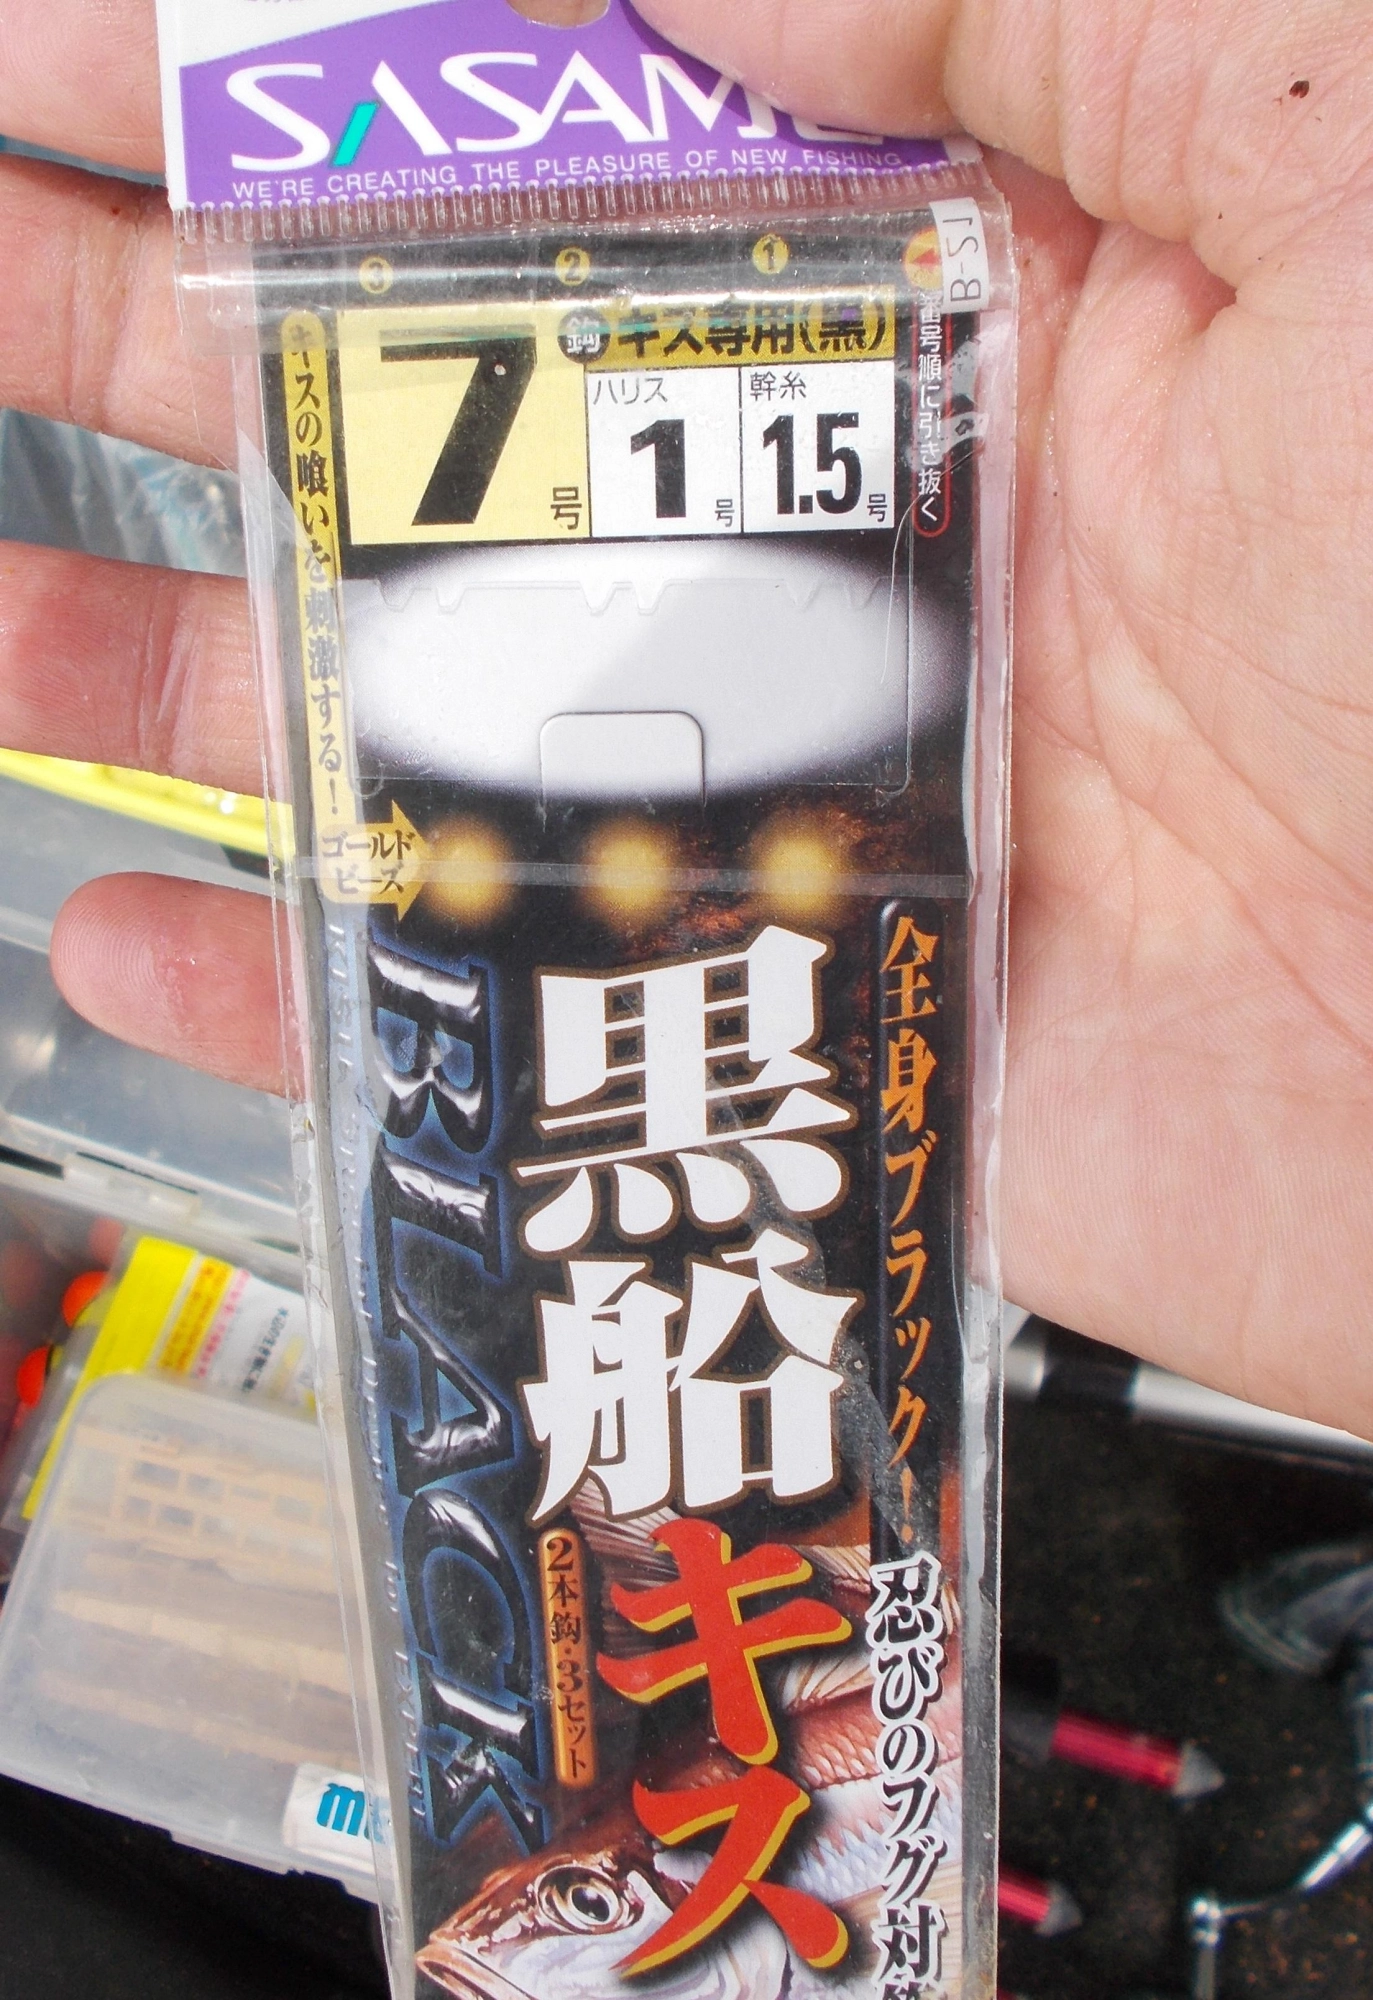 SASAM
WE'RE CREATING THE PLEASURE OF NEW FISHING
B-SJ
③ ② ①
番号順に引き抜く
7号
鈎 キス専用(黒)
ハリス 1号
幹糸 1.5号
キスの喰いを刺激する!
ゴールド
ビーズ
全身ブラック!
忍びのフグ対
黒船
キス
2本鈎・3セット
BLACK